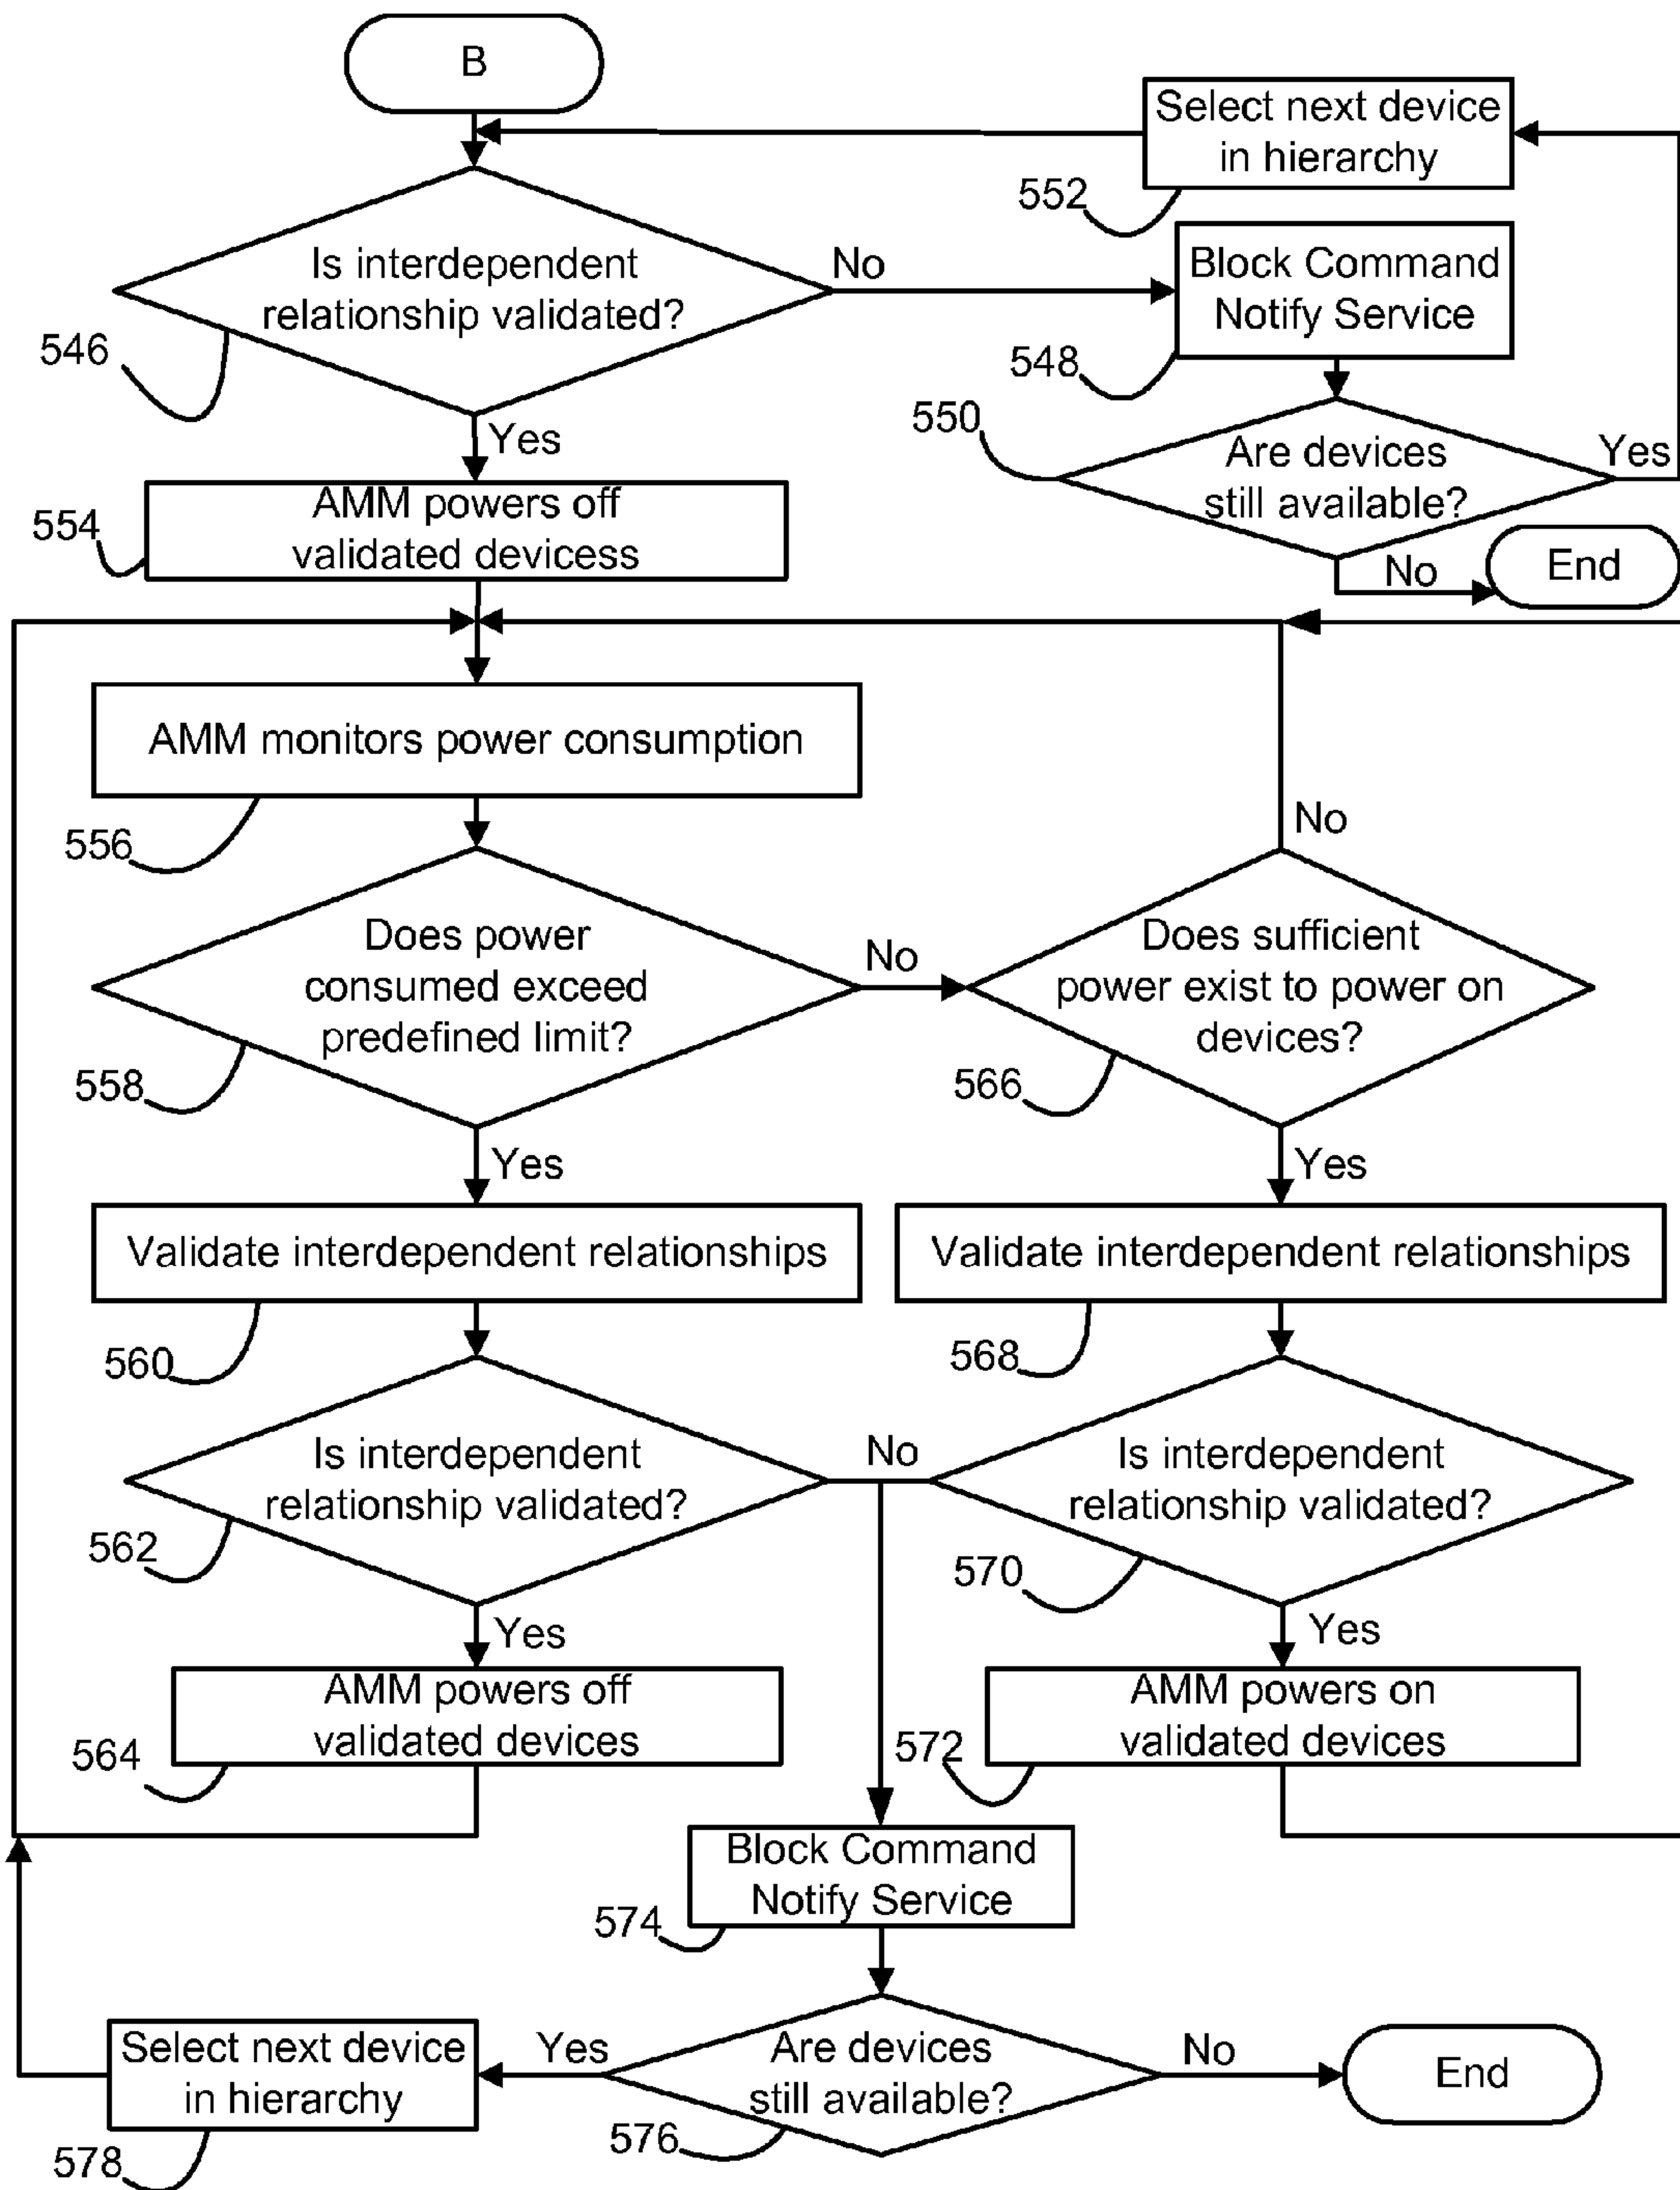 B
Select next device
in hierarchy
552
Is interdependent
relationship validated?
No
Block Command
Notify Service
546
548
550
Yes
Are devices
still available?
Yes
AMM powers off
validated devicess
554
No
End
AMM monitors power consumption
556
No
Does power
consumed exceed
predefined limit?
No
Does sufficient
power exist to power on
devices?
558
566
Yes
Yes
Validate interdependent relationships
Validate interdependent relationships
560
568
Is interdependent
relationship validated?
No
Is interdependent
relationship validated?
562
570
Yes
Yes
AMM powers off
validated devices
AMM powers on
validated devices
564
572
Block Command
Notify Service
574
Select next device
in hierarchy
Yes
Are devices
still available?
No
End
576
578